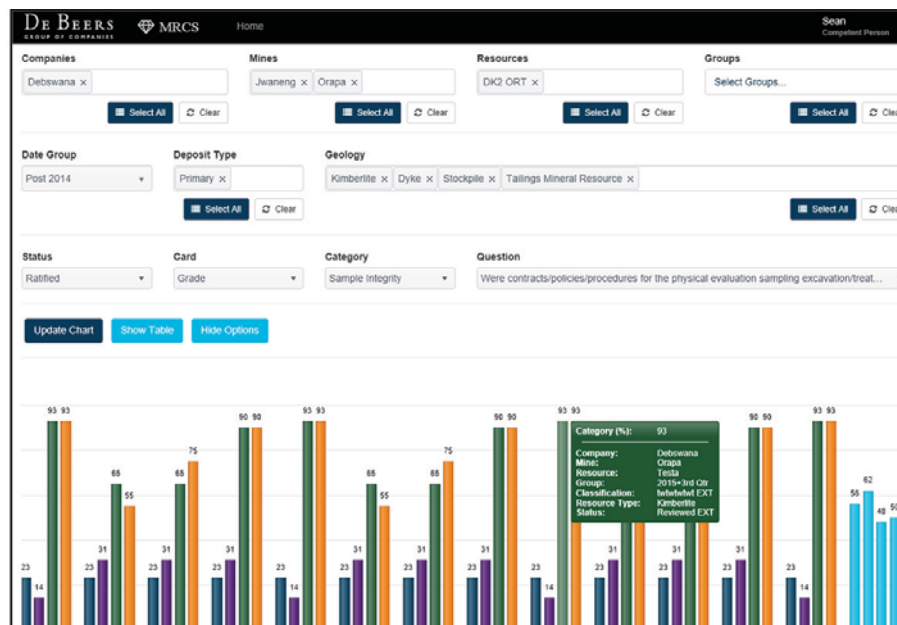 DE BEERS
GROUP OF COMPANIES
MRCS
Home
Sean
Competent Person
Companies Mines Resources Groups
Debswana × Jwaneng × Orapa × DK2 ORT × Select Groups...
Select All Clear Select All Clear Select All Clear Select All Clea
Date Group Deposit Type Geology
Post 2014 Primary × Kimberlite × Dyke × Stockpile × Tailings Mineral Resource ×
Select All Clear Select All Clea
Status Card Category Question
Ratified Grade Sample Integrity Were contracts/policies/procedures for the physical evaluation sampling excavation/treat...
Update Chart Show Table Hide Options
93 93 90 90 93 93 90 90 93 93 90 90 93 93
Category (%): 93
Company: Debswana
Mine: Orapa
Resource: Testa
Group: 2015+3rd Qtr
Classification: EXT
Resource Type: Kimberlite
Status: Reviewed EXT
75 75
65 65 65 65
62
55 55 56
48 50
31 31 31 31 31 31 31 31 31
23 23 23 23 23 23 23 23 23 23 23 23 23
14 14 14 14